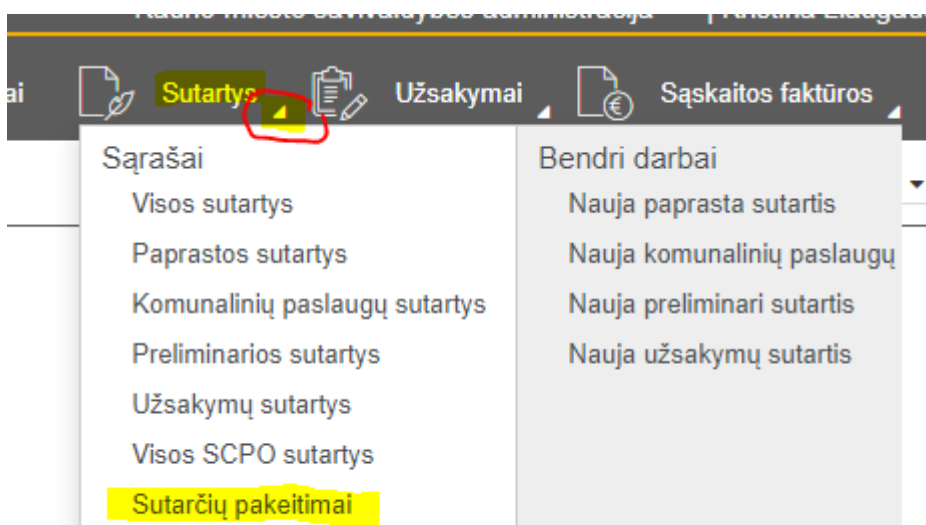 ai Sutartys Užsakymai Sąskaitos faktūros
Sąrašai
Visos sutartys
Paprastos sutartys
Komunalinių paslaugų sutartys
Preliminarios sutartys
Užsakymų sutartys
Visos SCPO sutartys
Sutarčių pakeitimai
Bendri darbai
Nauja paprasta sutartis
Nauja komunalinių paslaugų
Nauja preliminari sutartis
Nauja užsakymų sutartis